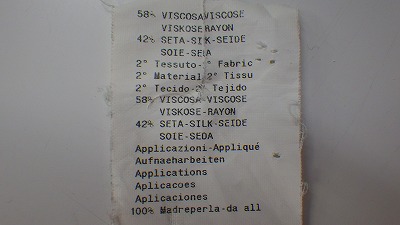 58% VISCOSA VISCOSE
VISKOSE RAYON
42% SETA-SILK-SEIDE
SOIE-SEDA
2° Tessuto-2° Fabric
2° Material 2° Tissu
2° Tecido-2° Tejido
58% VISCOSA-VISCOSE
VISKOSE-RAYON
42% SETA-SILK-SEIDE
SOIE-SEDA
Applicazioni-Appliqué
Aufnaeharbeiten
Applications
Aplicacoes
Aplicaciones
100% Madreperla-da all